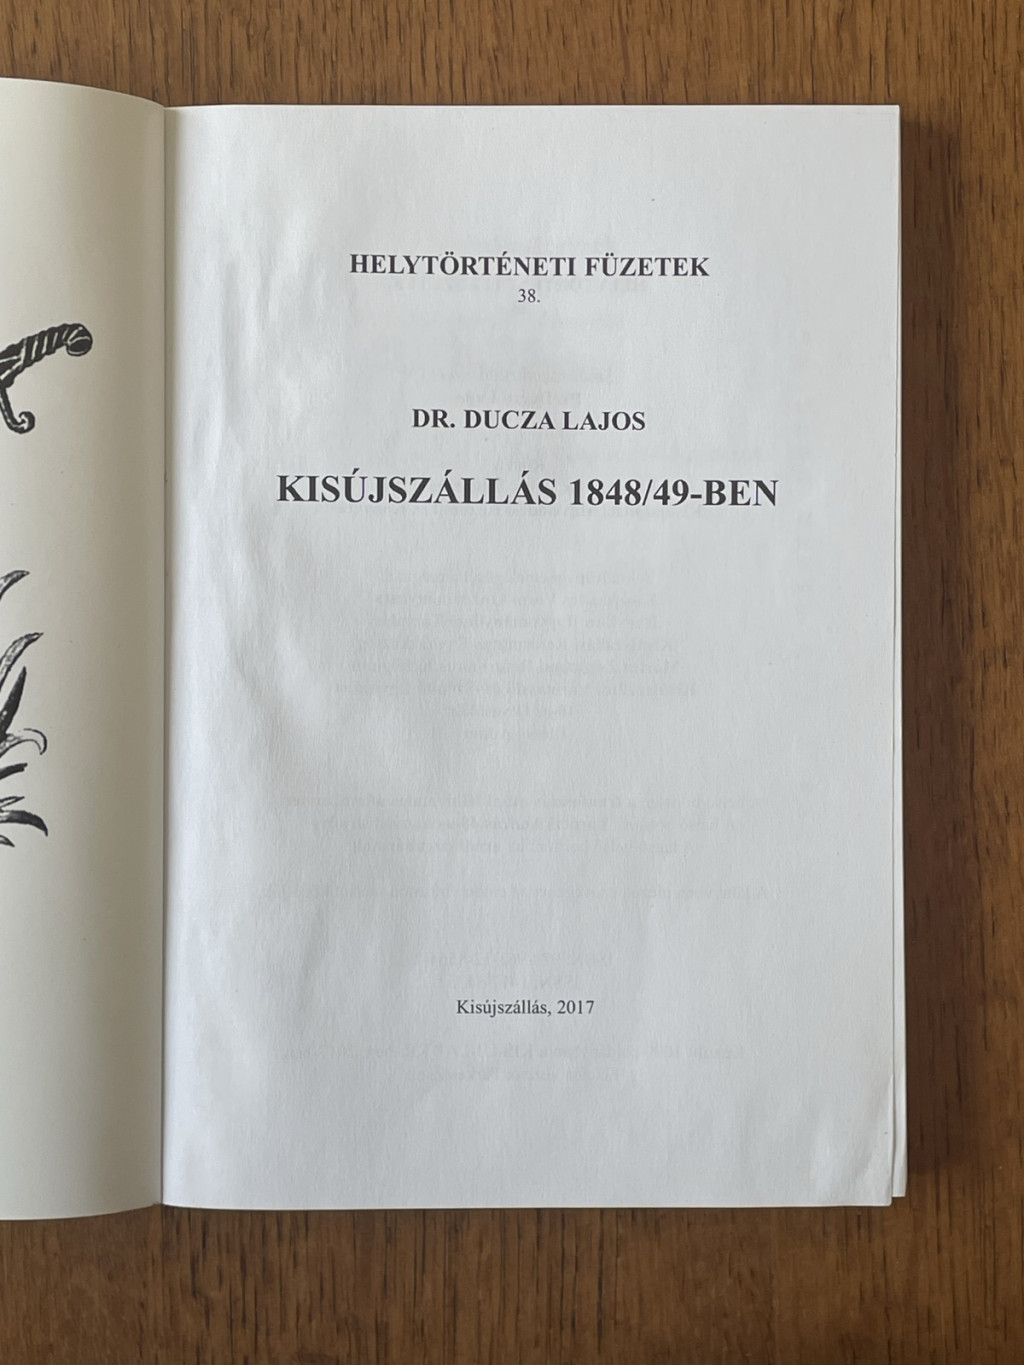 HELYTÖRTÉNETI FÜZETEK
38.
DR. DUCZA LAJOS
KISÚJSZÁLLÁS 1848/49-BEN
Kisújszállás, 2017